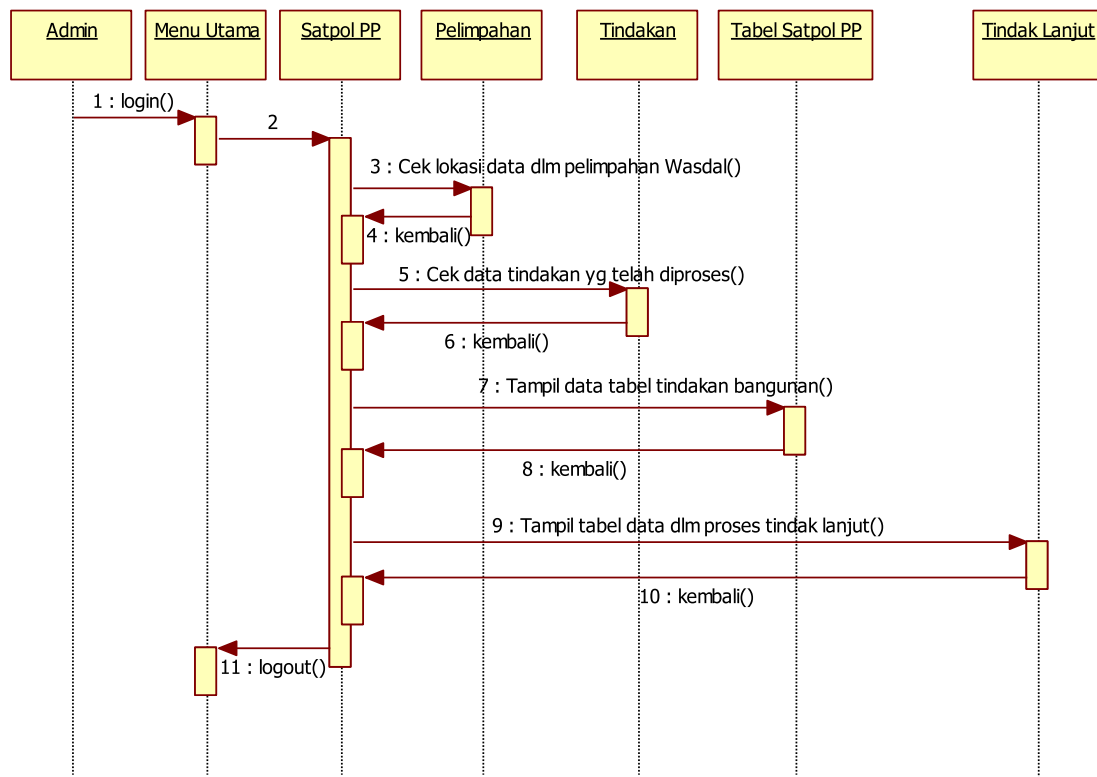 Admin
Menu Utama
Satpol PP
Pelimpahan
Tindakan
Tabel Satpol PP
Tindak Lanjut
1 : login()
2
3 : Cek lokasi data dlm pelimpahan Wasdal()
4 : kembali()
5 : Cek data tindakan yg telah diproses()
6 : kembali()
7 : Tampil data tabel tindakan bangunan()
8 : kembali()
9 : Tampil tabel data dlm proses tindak lanjut()
10 : kembali()
11 : logout()